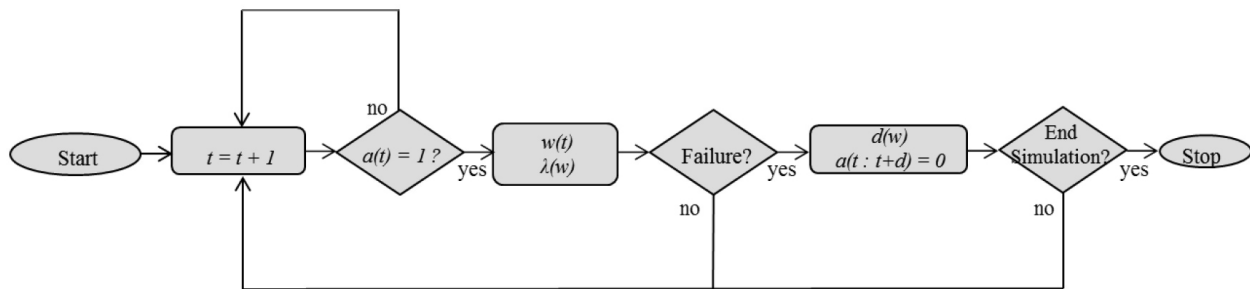 Start
t = t + 1
no
a(t) = 1 ?
yes
w(t)
λ(w)
Failure?
yes
no
d(w)
a(t : t+d) = 0
End
Simulation?
yes
no
Stop